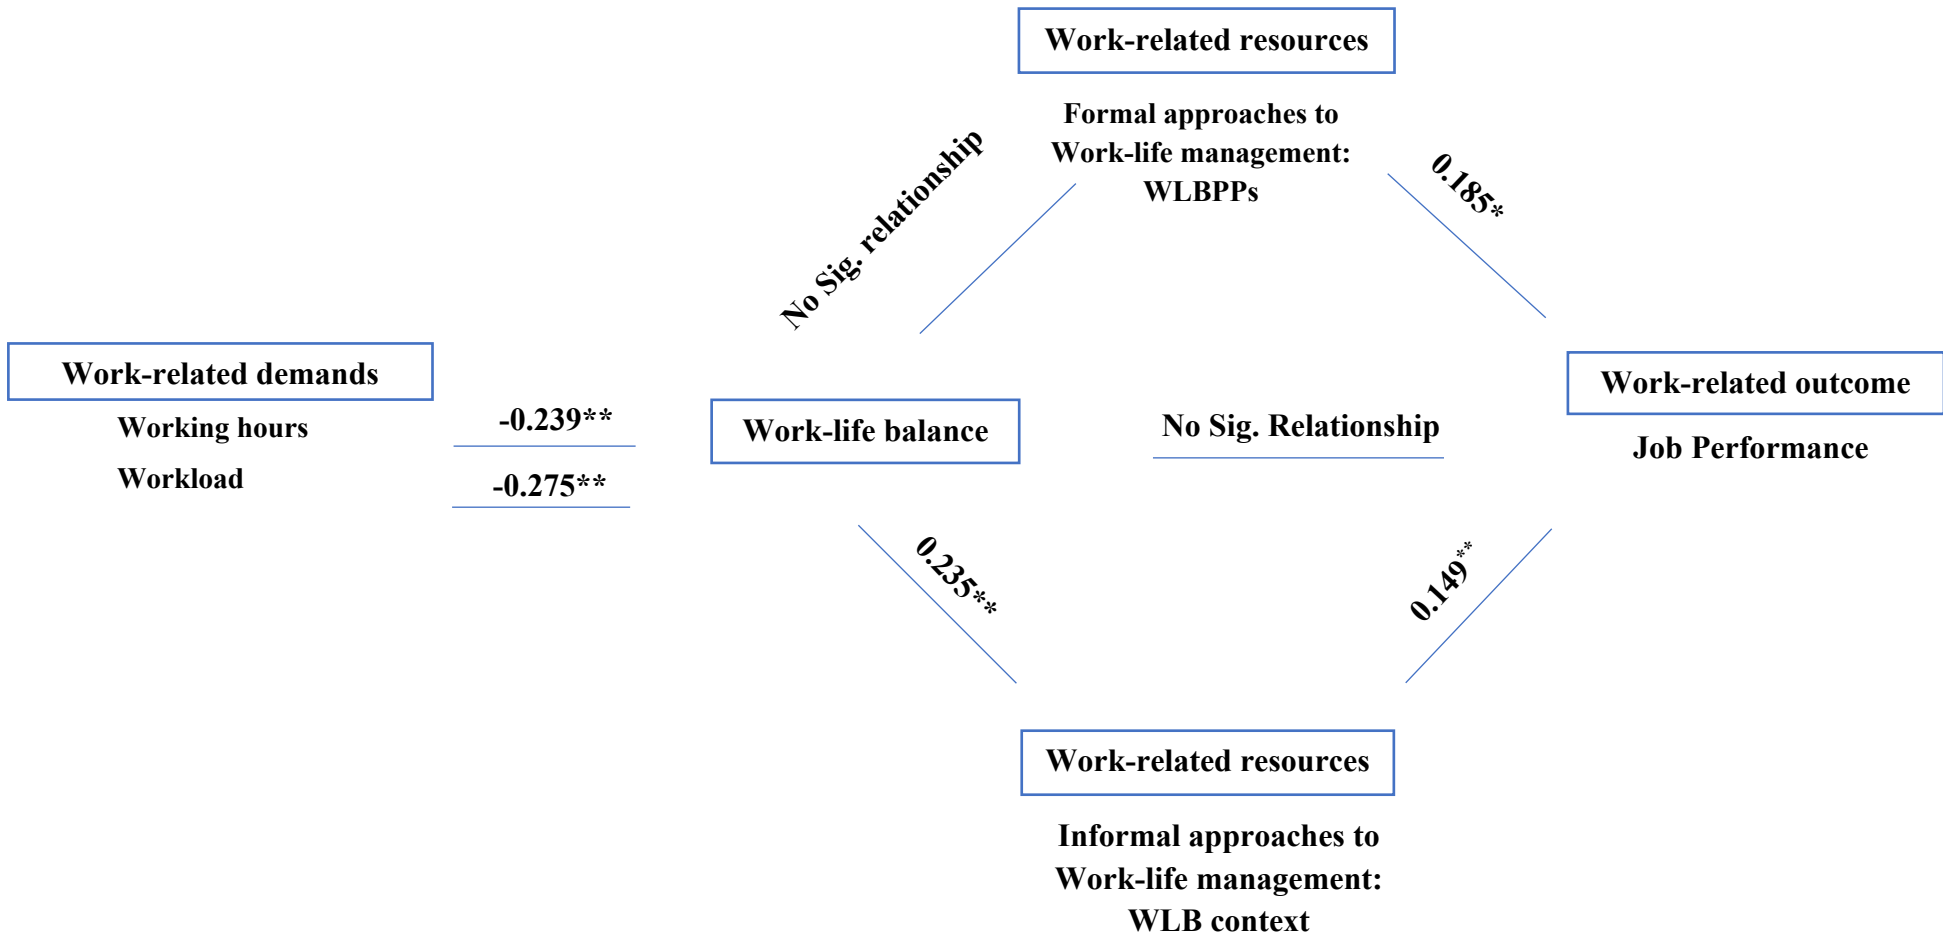 Work-related resources
Formal approaches to
Work-life management:
WLBPPs
No Sig. relationship
0.185*
Work-related demands
Working hours
Workload
-0.239**
-0.275**
Work-life balance
No Sig. Relationship
Work-related outcome
Job Performance
0.235**
0.149**
Work-related resources
Informal approaches to
Work-life management:
WLB context